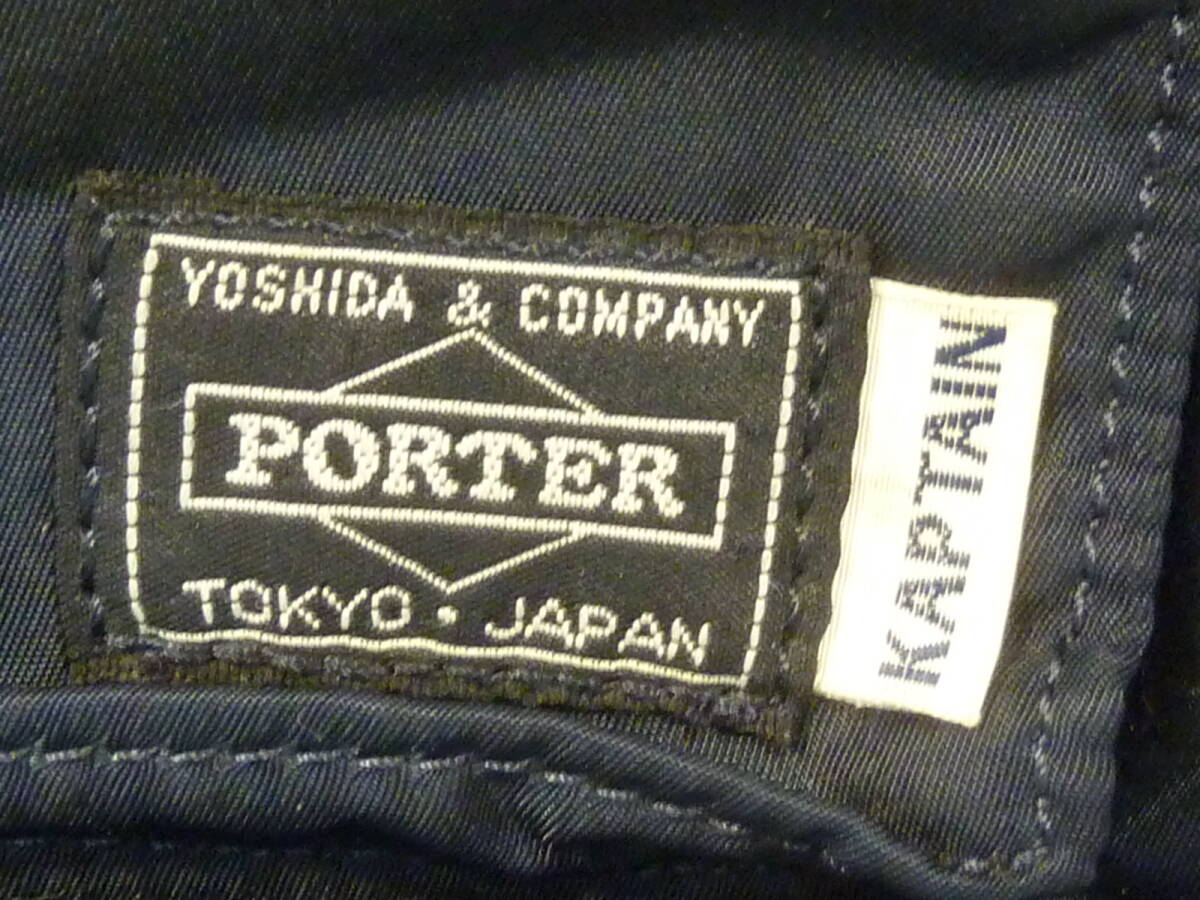 YOSHIDA & COMPANY
PORTER
TOKYO • JAPAN
KAPTAIN